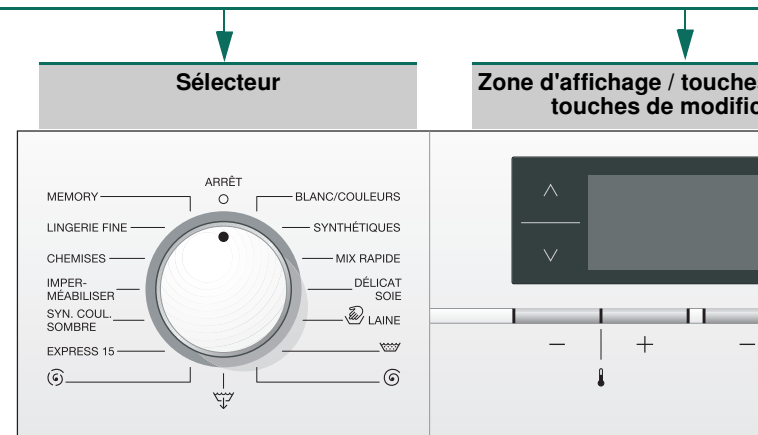 Sélecteur
Zone d'affichage / touche
touches de modific
ARRÊT
MEMORY
BLANC/COULEURS
LINGERIE FINE
SYNTHÉTIQUES
CHEMISES
MIX RAPIDE
IMPER-
MÉABILISER
DÉLICAT
SOIE
SYN. COUL.
SOMBRE
LAINE
EXPRESS 15
− + −